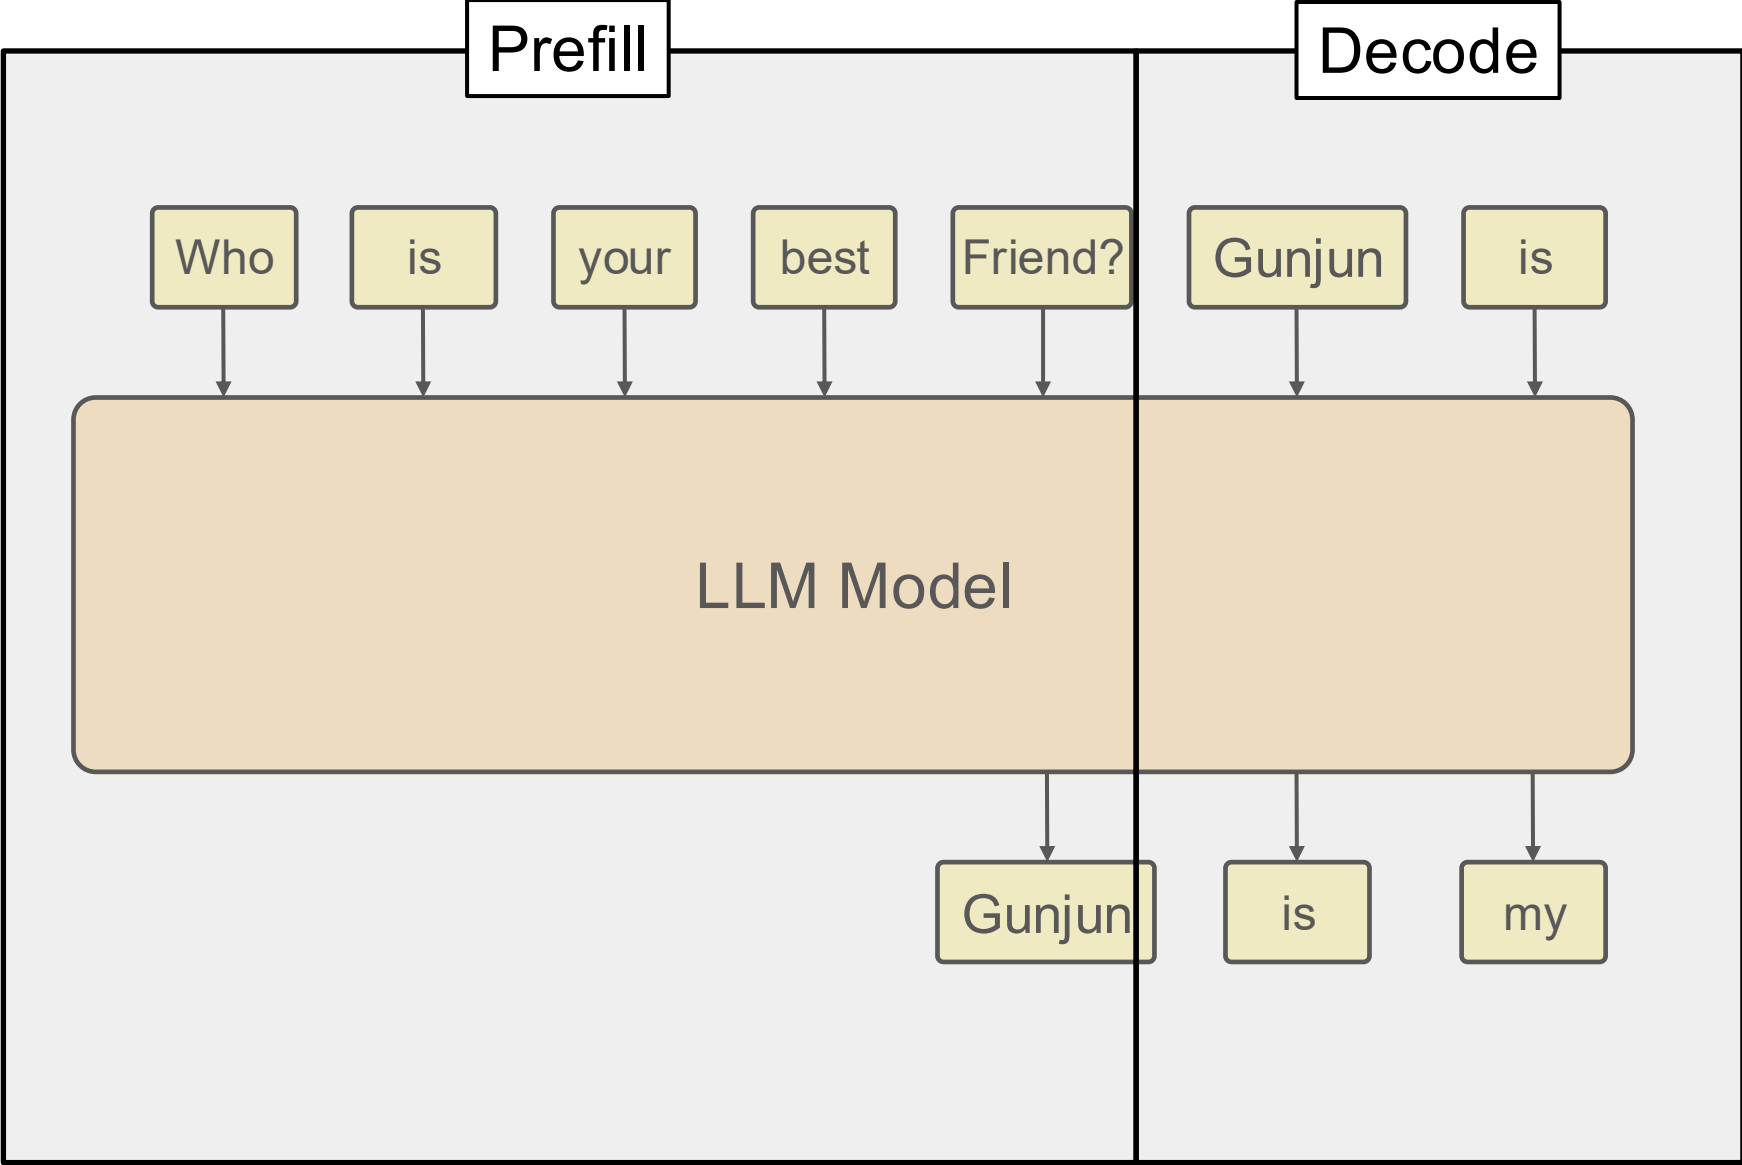 Prefill
Decode
Who is your best Friend? Gunjun is
LLM Model
Gunjun is my